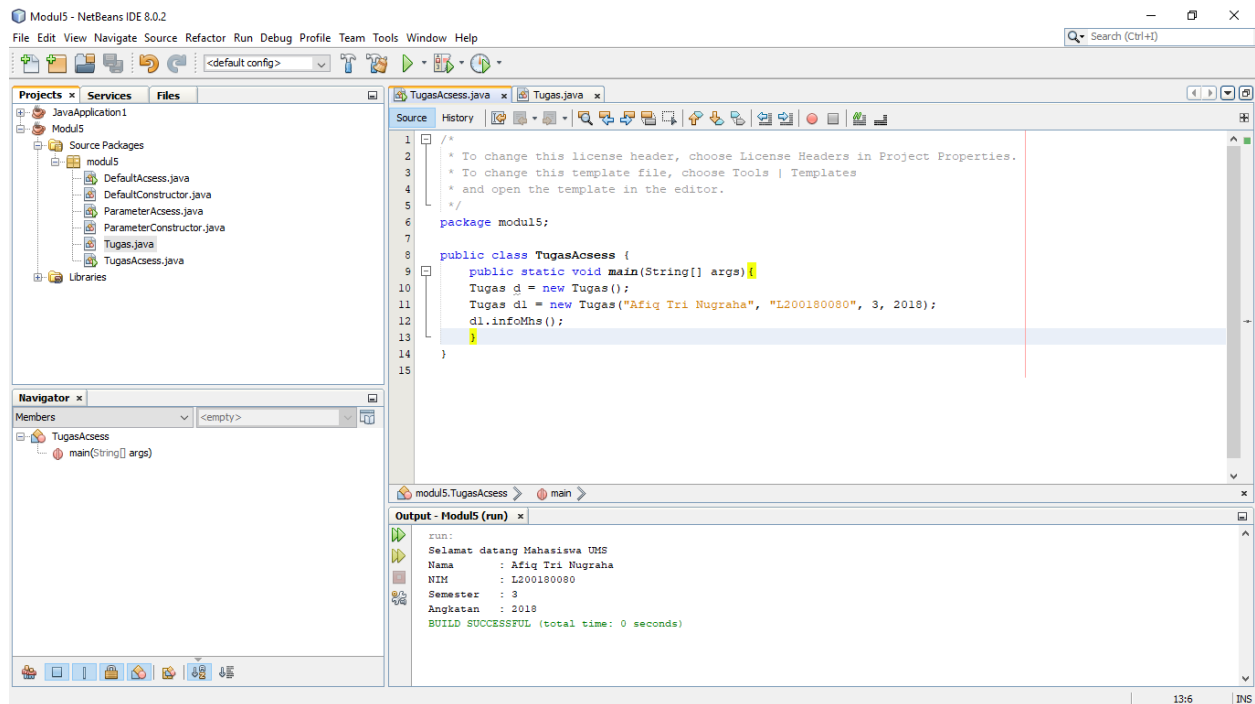 Modul5 - NetBeans IDE 8.0.2
File Edit View Navigate Source Refactor Run Debug Profile Team Tools Window Help
Search (Ctrl+I)
<default config>
Projects Services Files
JavaApplication1
Modul5
Source Packages
modul5
DefaultAcsess.java
DefaultConstructor.java
ParameterAcsess.java
ParameterConstructor.java
Tugas.java
TugasAcsess.java
Libraries
Navigator
Members <empty>
TugasAcsess
main(String[] args)
TugasAcsess.java Tugas.java
Source History
1 /*
2 * To change this license header, choose License Headers in Project Properties.
3 * To change this template file, choose Tools | Templates
4 * and open the template in the editor.
5 */
6 package modul5;
7
8 public class TugasAcsess {
9 public static void main(String[] args){
10 Tugas d = new Tugas();
11 Tugas d1 = new Tugas("Afiq Tri Nugraha", "L200180080", 3, 2018);
12 d1.infoMhs();
13 }
14 }
15
modul5.TugasAcsess main
Output - Modul5 (run)
run:
Selamat datang Mahasiswa UMS
Nama : Afiq Tri Nugraha
NIM : L200180080
Semester : 3
Angkatan : 2018
BUILD SUCCESSFUL (total time: 0 seconds)
13:6 INS